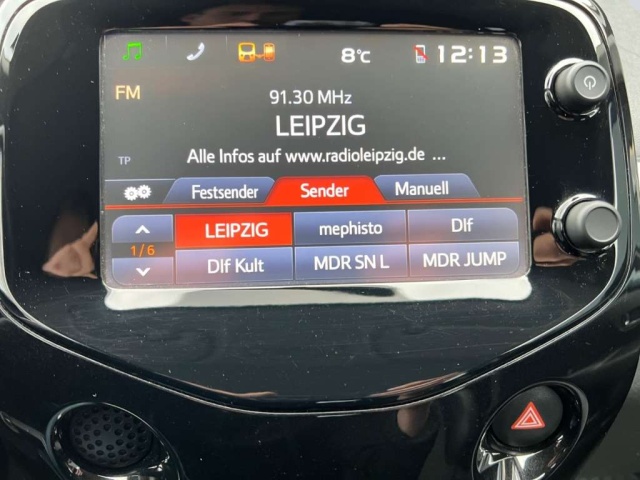 8°C 12:13
FM
91.30 MHz
LEIPZIG
TP
Alle Infos auf www.radioleipzig.de ...
Festsender Sender Manuell
LEIPZIG mephisto Dlf
1/6
Dlf Kult MDR SN L MDR JUMP